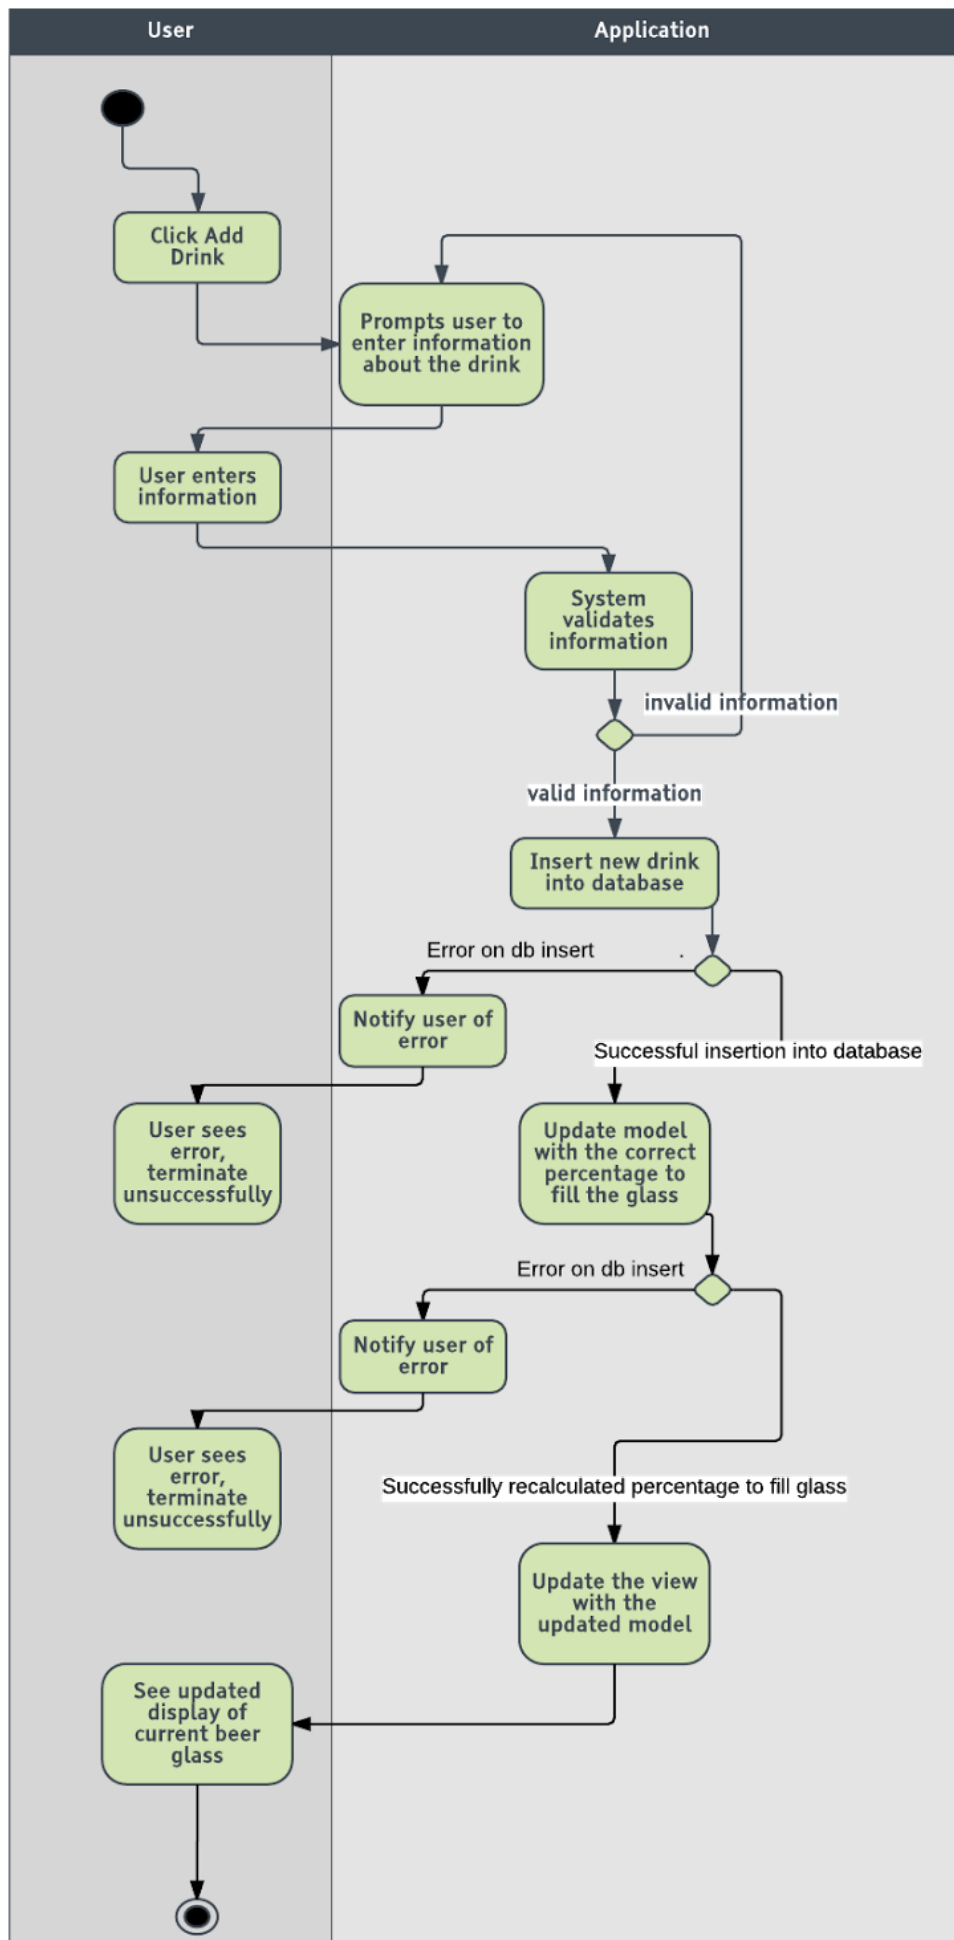 User
Application
Click Add
Drink
Prompts user to
enter information
about the drink
User enters
information
System
validates
information
invalid information
valid information
Insert new drink
into database
Error on db insert
.
Notify user of
error
Successful insertion into database
User sees
error,
terminate
unsuccessfully
Update model
with the correct
percentage to
fill the glass
Error on db insert
Notify user of
error
User sees
error,
terminate
unsuccessfully
Successfully recalculated percentage to fill glass
Update the view
with the
updated model
See updated
display of
current beer
glass